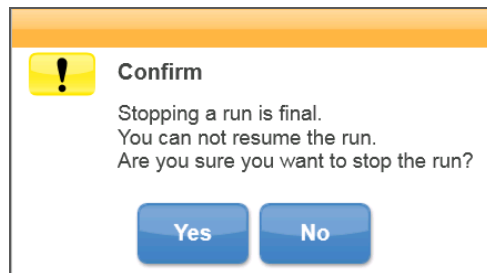 Confirm
Stopping a run is final.
You can not resume the run.
Are you sure you want to stop the run?
Yes No